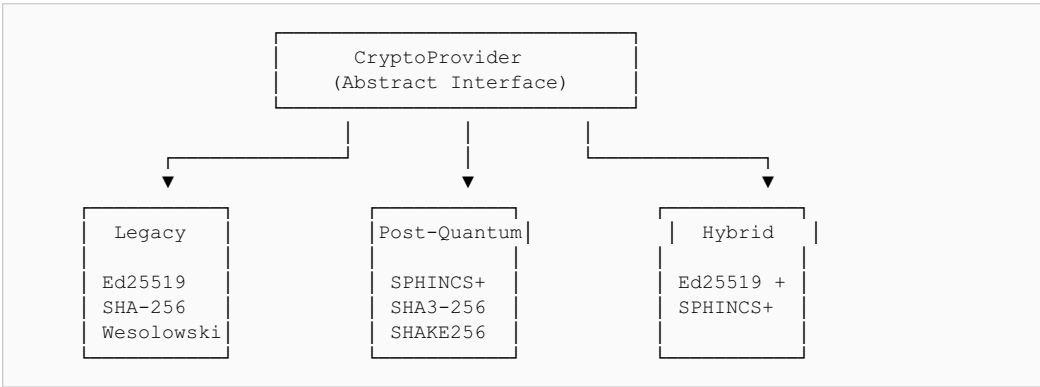 CryptoProvider
(Abstract Interface)
Legacy
Ed25519
SHA-256
Wesolowski
Post-Quantum
SPHINCS+
SHA3-256
SHAKE256
Hybrid
Ed25519 +
SPHINCS+